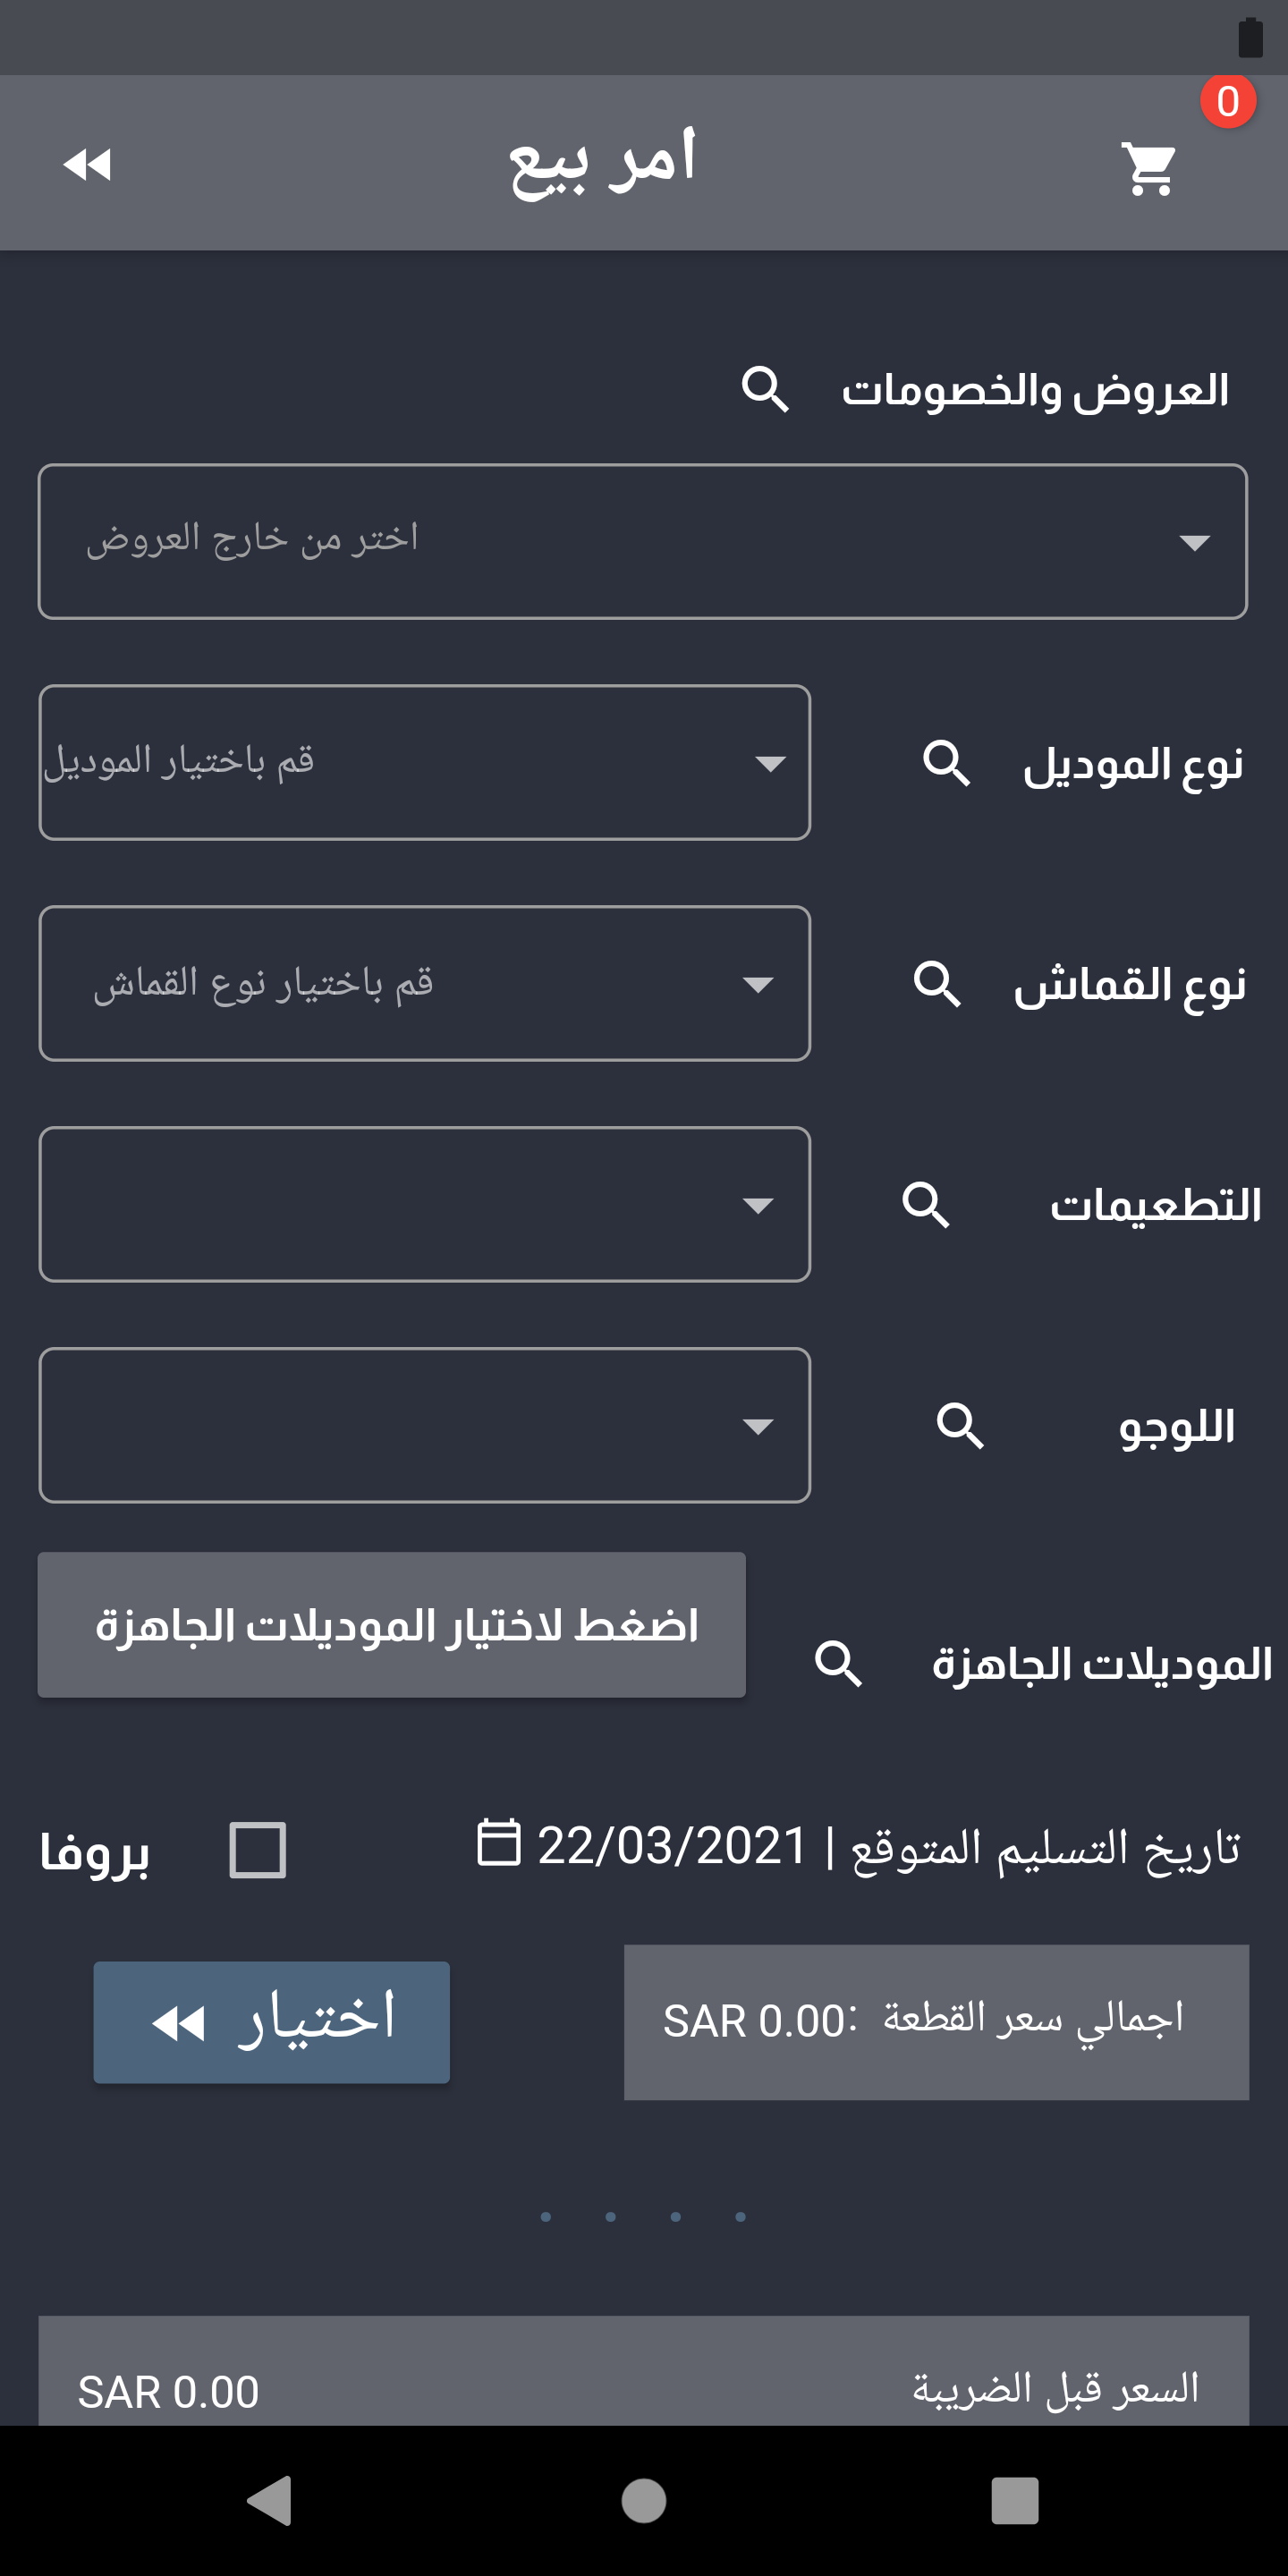 0
امر بيع
العروض والخصومات
اختر من خارج العروض
نوع الموديل
قم باختيار الموديل
نوع القماش
قم باختيار نوع القماش
التطعيمات
اللوجو
الموديلات الجاهزة
اضغط لاختيار الموديلات الجاهزة
تاريخ التسليم المتوقع | 22/03/2021
بروفا
اجمالي سعر القطعة :SAR 0.00
اختيار
السعر قبل الضريبة
SAR 0.00